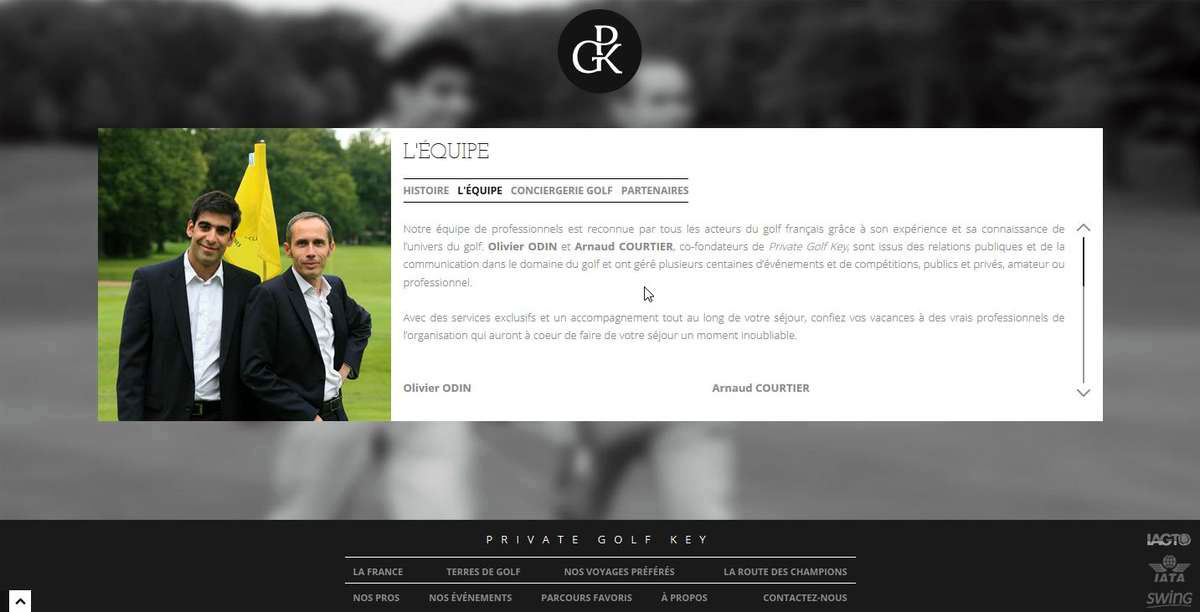 GPK
L'ÉQUIPE
HISTOIRE L'ÉQUIPE CONCIERGERIE GOLF PARTENAIRES
Notre équipe de professionnels est reconnue par tous les acteurs du golf français grâce à son expérience et sa connaissance de
l'univers du golf. Olivier ODIN et Arnaud COURTIER, co-fondateurs de Private Golf Key, sont issus des relations publiques et de la
communication dans le domaine du golf et ont géré plusieurs centaines d'événements et de compétitions, publics et privés, amateur ou
professionnel.
Avec des services exclusifs et un accompagnement tout au long de votre séjour, confiez vos vacances à des vrais professionnels de
l'organisation qui auront à coeur de faire de votre séjour un moment inoubliable.
Olivier ODIN Arnaud COURTIER
PRIVATE GOLF KEY
LA FRANCE TERRES DE GOLF NOS VOYAGES PRÉFÉRÉS LA ROUTE DES CHAMPIONS
NOS PROS NOS ÉVÉNEMENTS PARCOURS FAVORIS À PROPOS CONTACTEZ-NOUS
IAGTO
IATA
swing